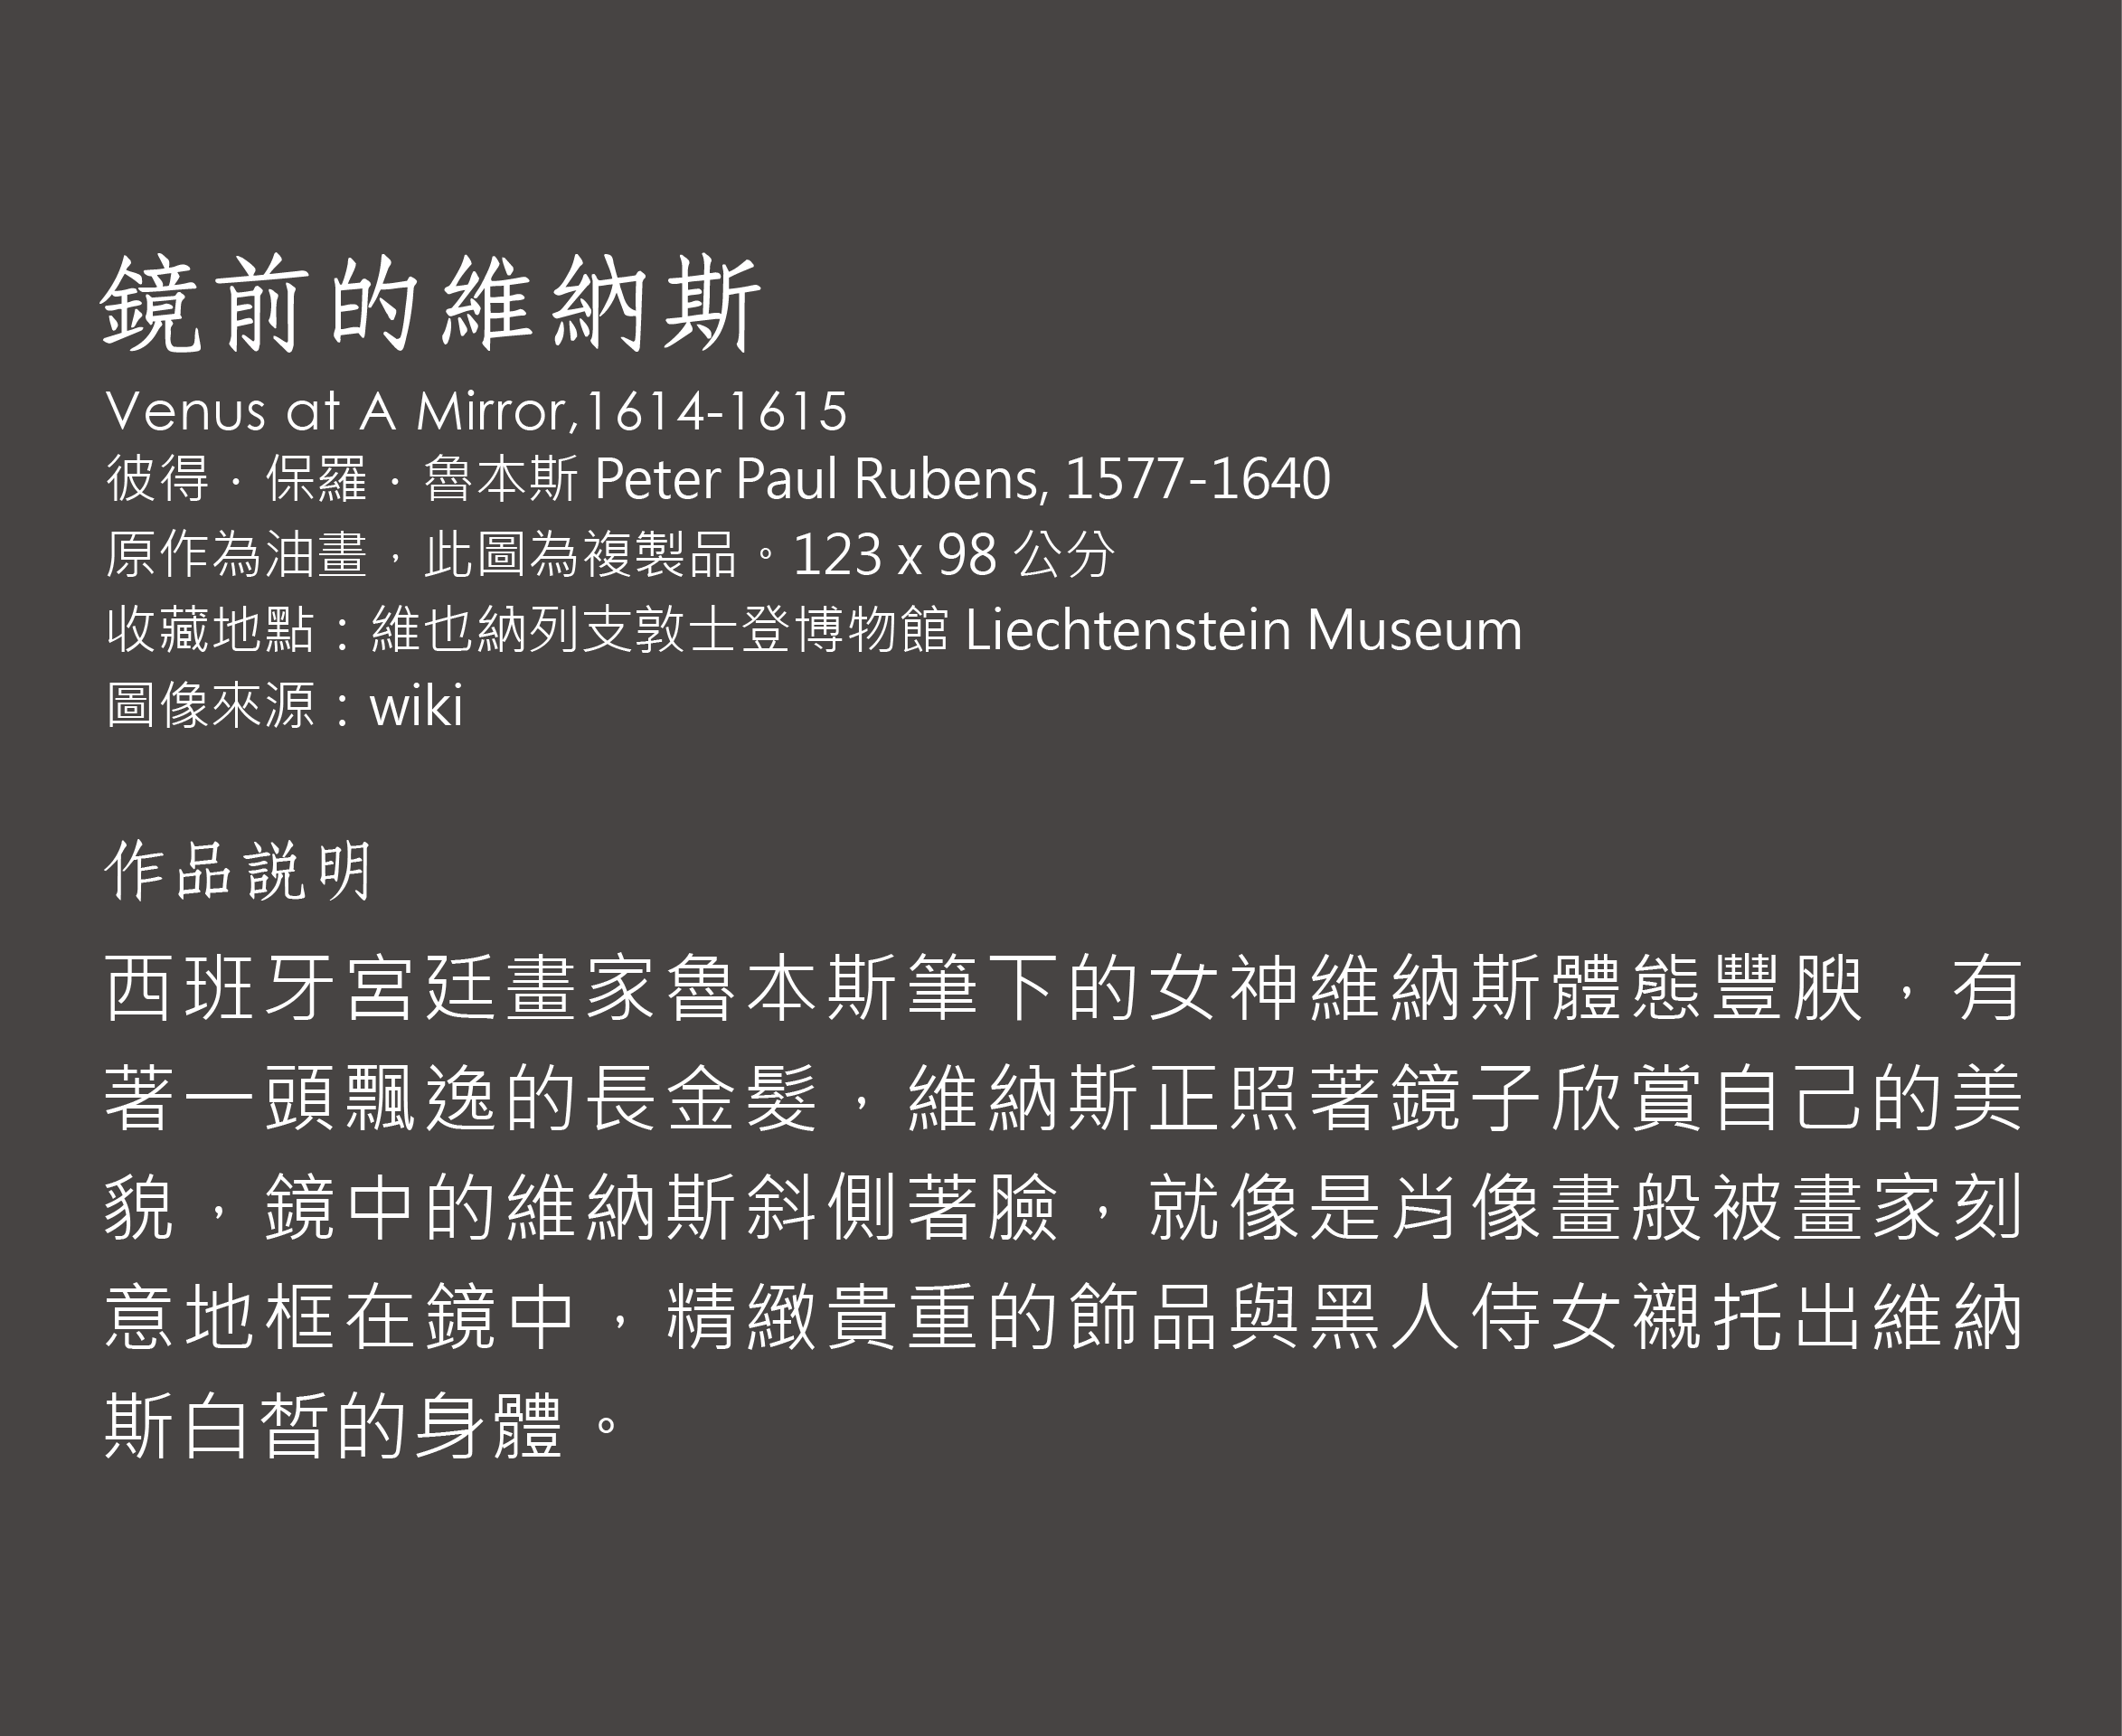 鏡前的維納斯
Venus at A Mirror,1614-1615
彼得．保羅．魯本斯 Peter Paul Rubens, 1577-1640
原作為油畫，此圖為複製品。123 x 98 公分
收藏地點：維也納列支敦士登博物館 Liechtenstein Museum
圖像來源：wiki
作品說明
西班牙宮廷畫家魯本斯筆下的女神維納斯體態豐腴，有
著一頭飄逸的長金髮，維納斯正照著鏡子欣賞自己的美
貌，鏡中的維納斯斜側著臉，就像是肖像畫般被畫家刻
意地框在鏡中，精緻貴重的飾品與黑人侍女襯托出維納
斯白皙的身體。